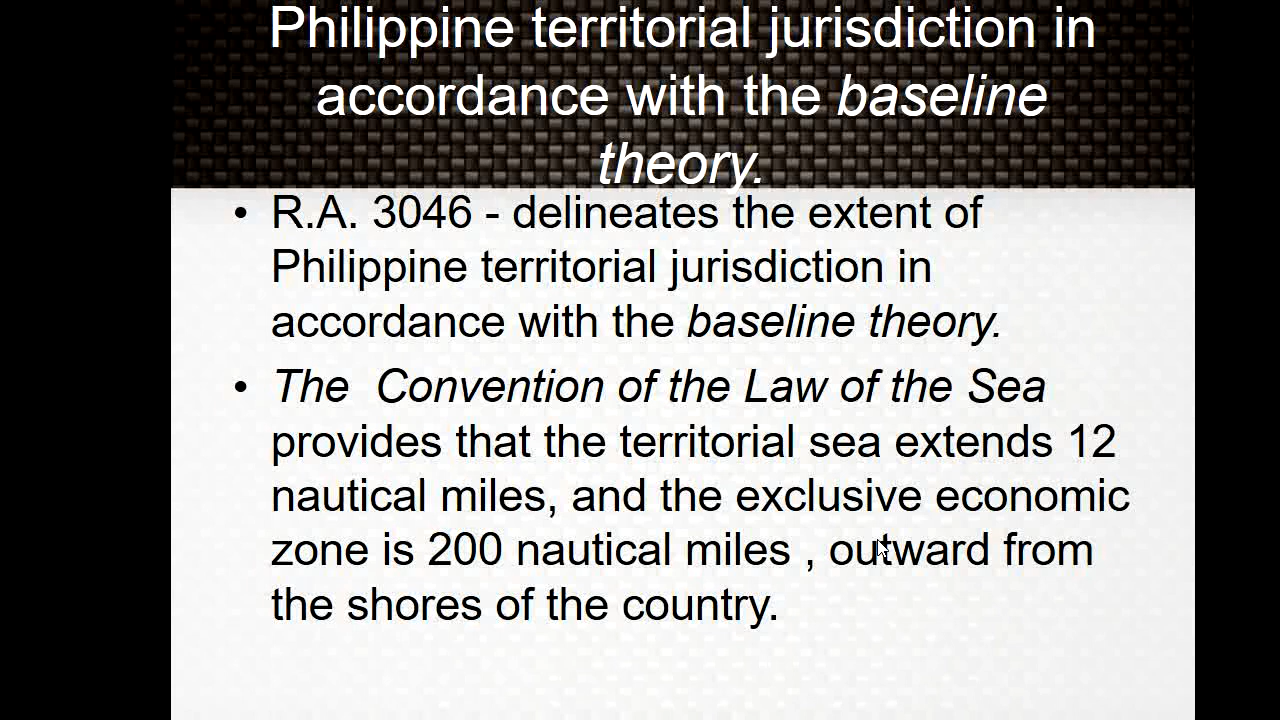 Philippine territorial jurisdiction in
accordance with the baseline
theory.
• R.A. 3046 - delineates the extent of
Philippine territorial jurisdiction in
accordance with the baseline theory.
• The  Convention of the Law of the Sea
provides that the territorial sea extends 12
nautical miles, and the exclusive economic
zone is 200 nautical miles , outward from
the shores of the country.